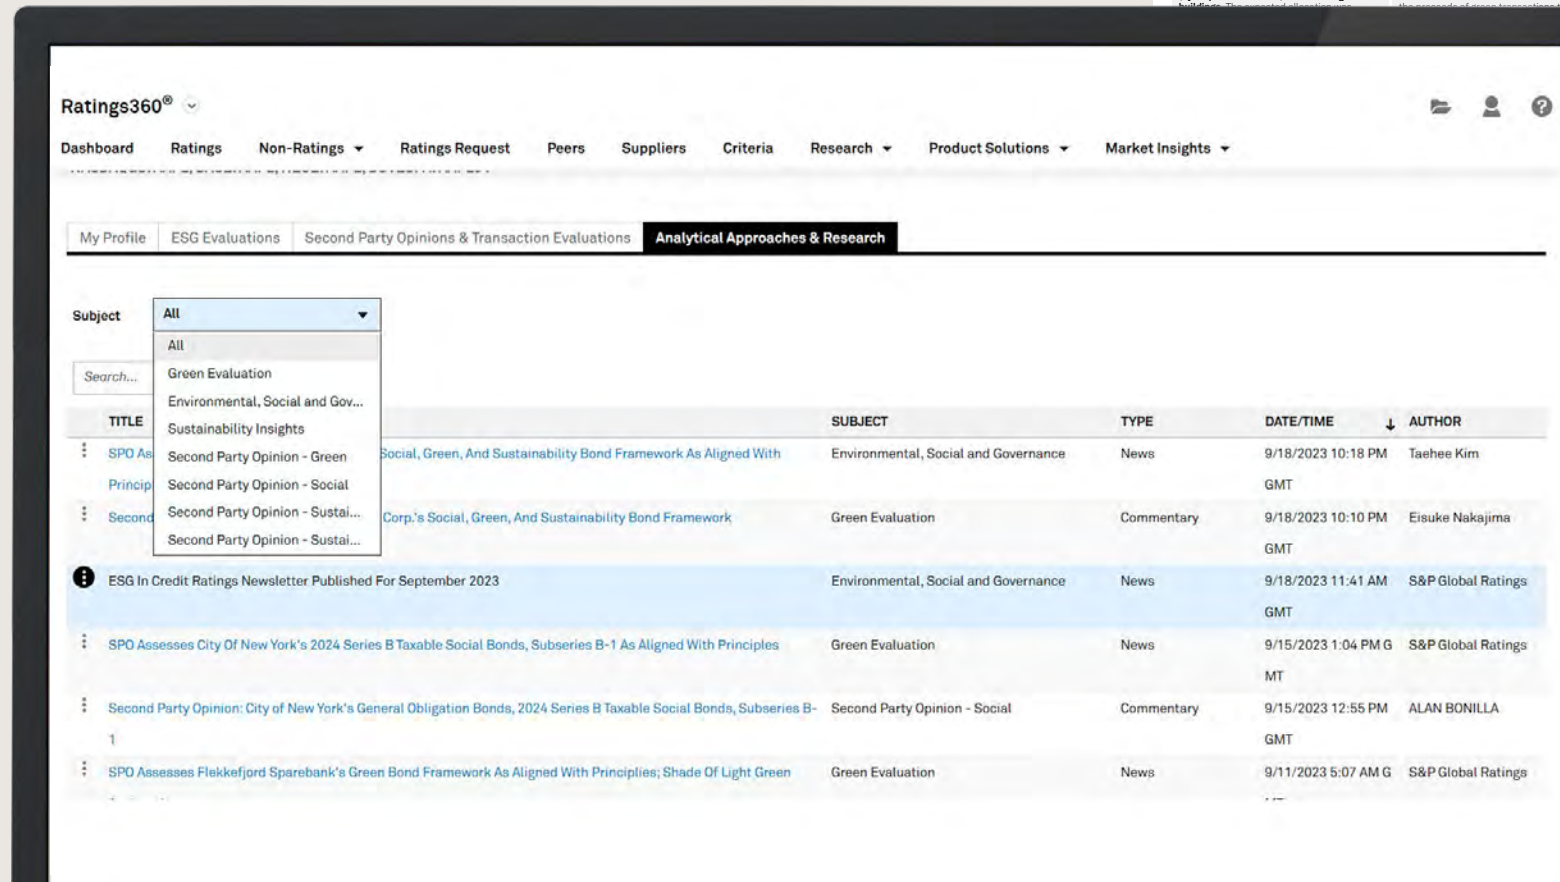 buildings. The expected allocation was
the proceeds of green transactions t
Ratings360®
Dashboard Ratings Non-Ratings Ratings Request Peers Suppliers Criteria Research Product Solutions Market Insights
My Profile ESG Evaluations Second Party Opinions & Transaction Evaluations Analytical Approaches & Research
Subject All
All
Green Evaluation
Search...
Environmental, Social and Gov...
Sustainability Insights
Second Party Opinion - Green
Second Party Opinion - Social
Second Party Opinion - Sustai...
Second Party Opinion - Sustai...
TITLE SUBJECT TYPE DATE/TIME ↓ AUTHOR
SPO As Social, Green, And Sustainability Bond Framework As Aligned With Environmental, Social and Governance News 9/18/2023 10:18 PM Taehee Kim
Princip GMT
Second Corp.'s Social, Green, And Sustainability Bond Framework Green Evaluation Commentary 9/18/2023 10:10 PM Eisuke Nakajima
GMT
ESG In Credit Ratings Newsletter Published For September 2023 Environmental, Social and Governance News 9/18/2023 11:41 AM S&P Global Ratings
GMT
SPO Assesses City Of New York's 2024 Series B Taxable Social Bonds, Subseries B-1 As Aligned With Principles Green Evaluation News 9/15/2023 1:04 PM G S&P Global Ratings
MT
Second Party Opinion: City of New York's General Obligation Bonds, 2024 Series B Taxable Social Bonds, Subseries B- Second Party Opinion - Social Commentary 9/15/2023 12:55 PM ALAN BONILLA
1 GMT
SPO Assesses Flekkefjord Sparebank's Green Bond Framework As Aligned With Principlies; Shade Of Light Green Green Evaluation News 9/11/2023 5:07 AM G S&P Global Ratings